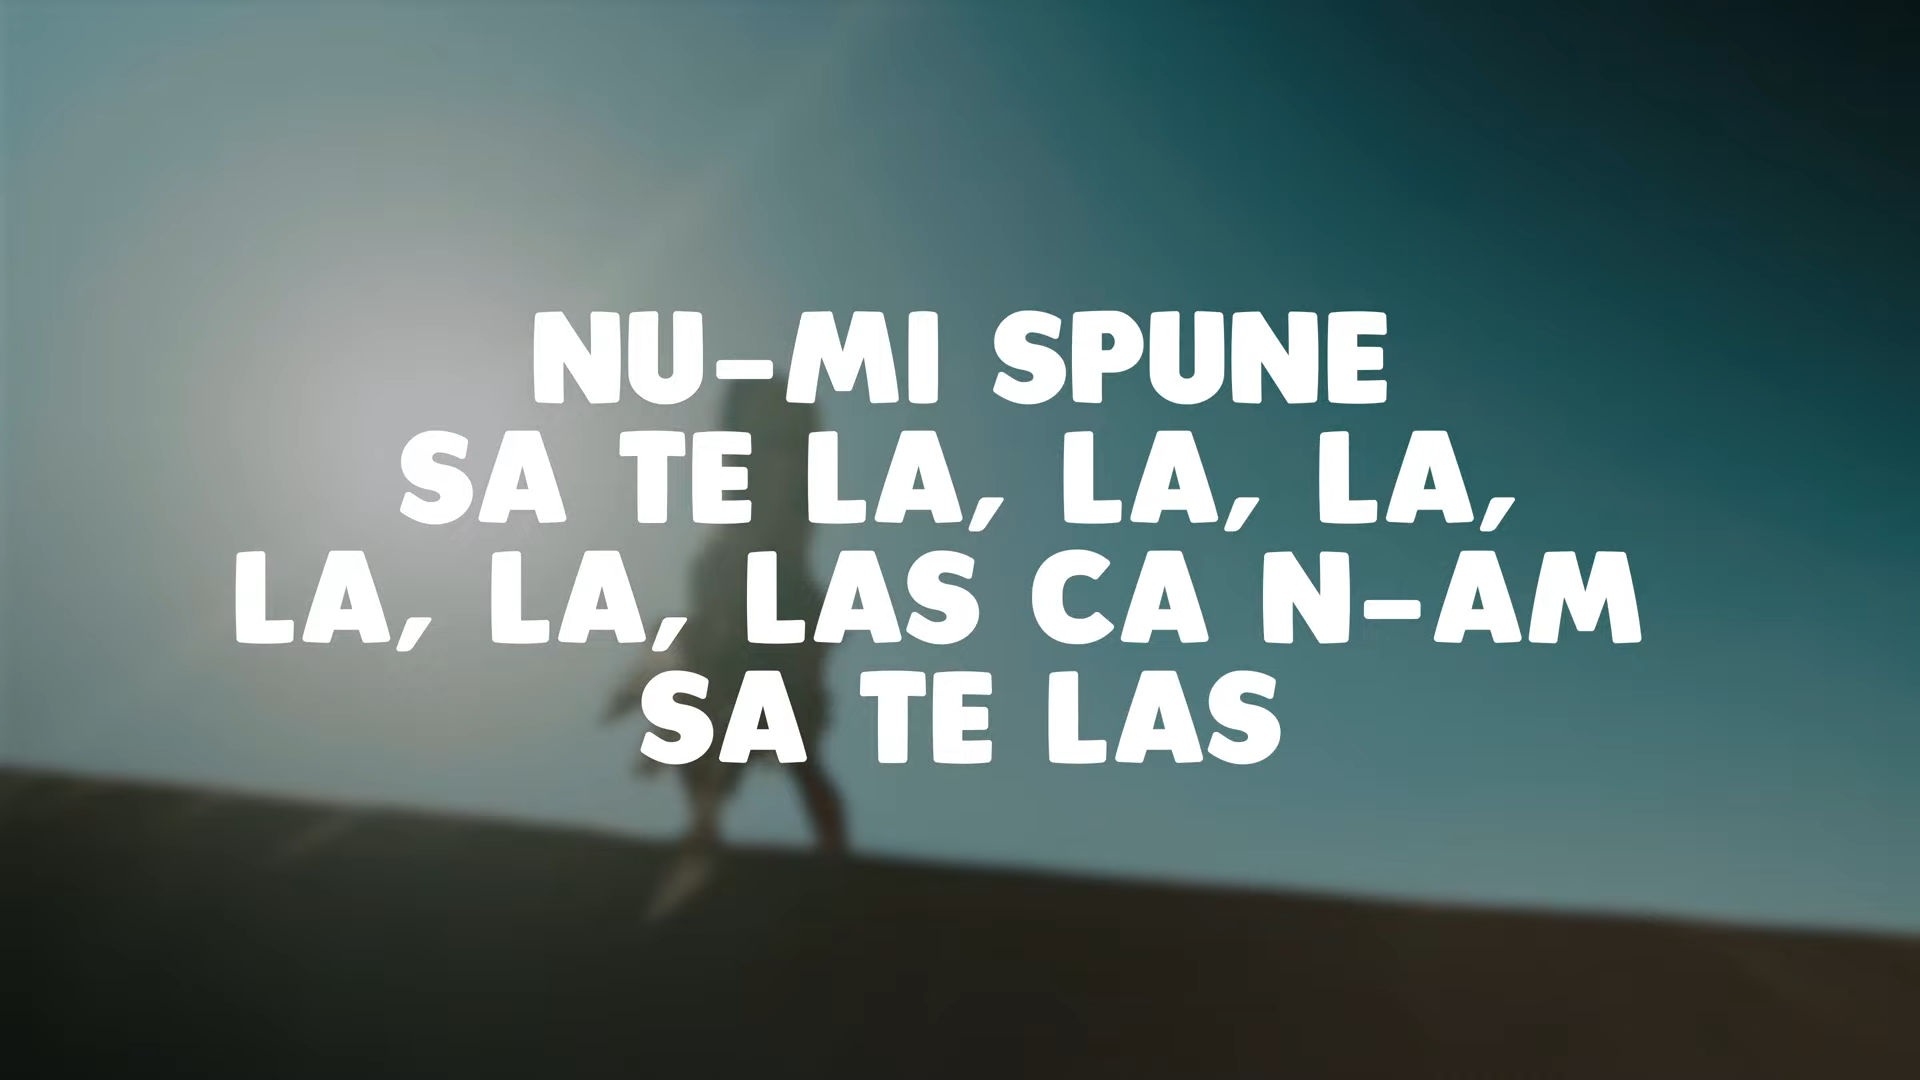 NU-MI SPUNE
SA TE LA, LA, LA,
LA, LA, LAS CA N-AM
SA TE LAS